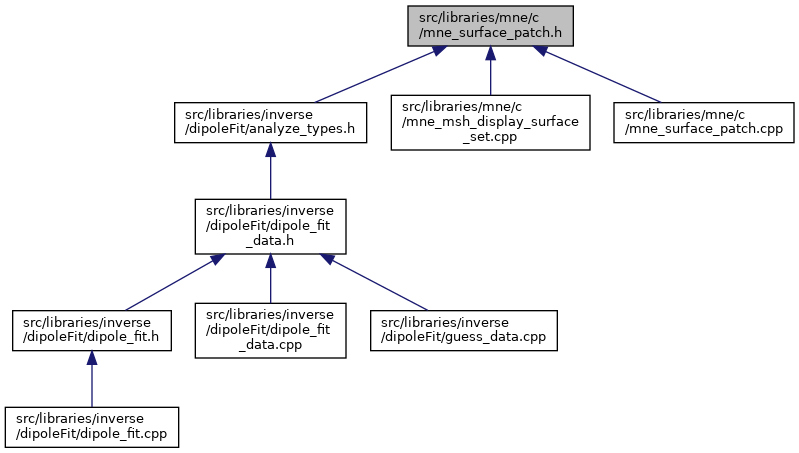 src/libraries/mne/c
/mne_surface_patch.h
src/libraries/inverse
/dipoleFit/analyze_types.h
src/libraries/mne/c
/mne_msh_display_surface
_set.cpp
src/libraries/mne/c
/mne_surface_patch.cpp
src/libraries/inverse
/dipoleFit/dipole_fit
_data.h
src/libraries/inverse
/dipoleFit/dipole_fit.h
src/libraries/inverse
/dipoleFit/dipole_fit
_data.cpp
src/libraries/inverse
/dipoleFit/guess_data.cpp
src/libraries/inverse
/dipoleFit/dipole_fit.cpp